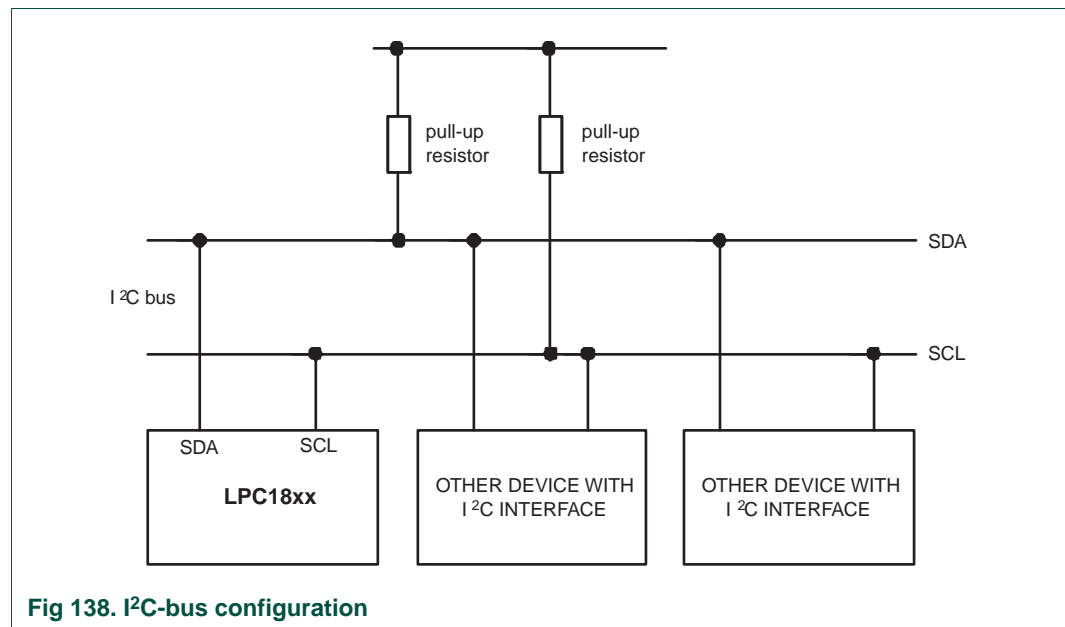 pull-up
resistor
pull-up
resistor
SDA
I ²C bus
SCL
SDA
SCL
LPC18xx
OTHER DEVICE WITH
I ²C INTERFACE
OTHER DEVICE WITH
I ²C INTERFACE
Fig 138. I²C-bus configuration